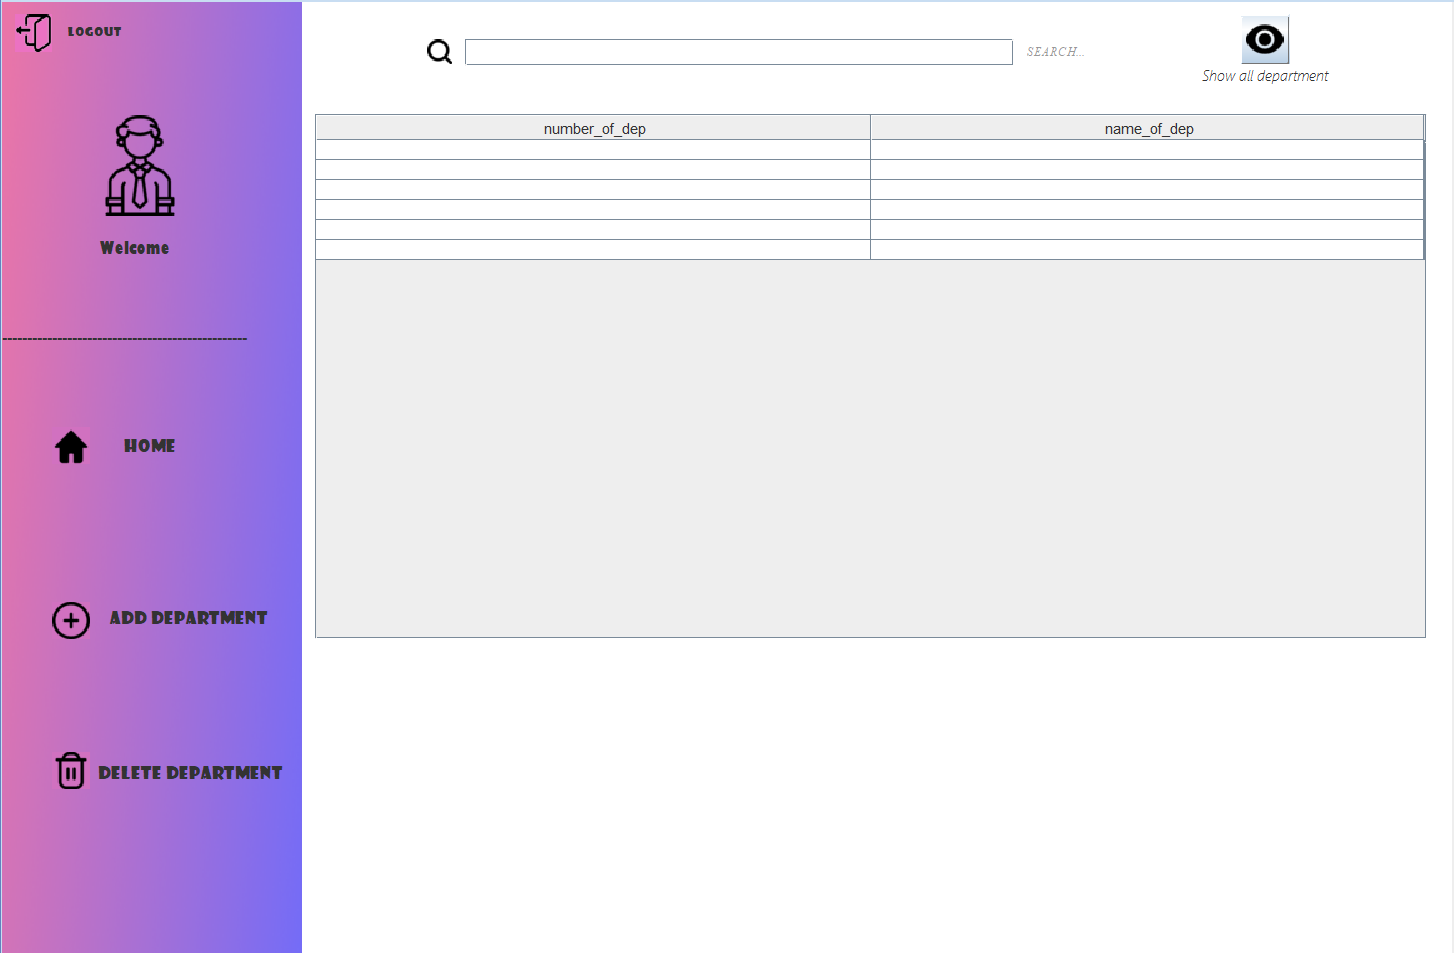 LOGOUT
SEARCH...
Show all department
number_of_dep name_of_dep
Welcome
-------------------------------------------------
HOME
ADD DEPARTMENT
DELETE DEPARTMENT